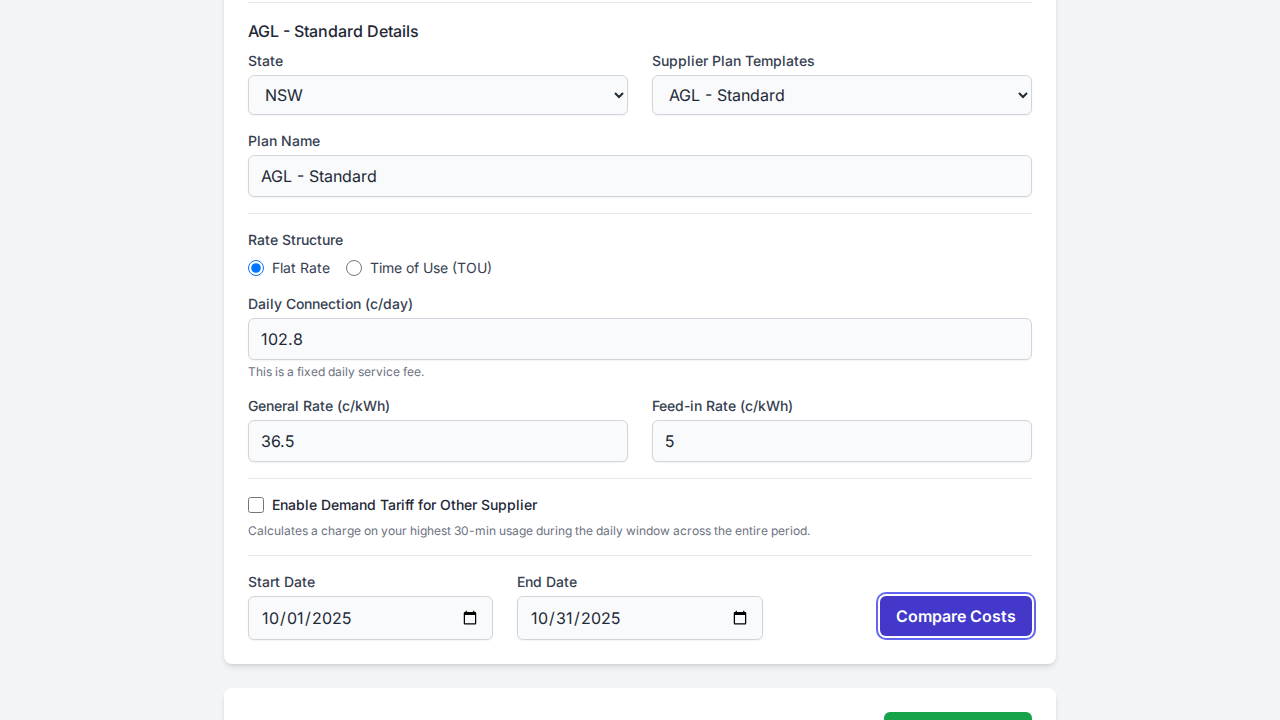 AGL - Standard Details
State
Supplier Plan Templates
NSW
AGL - Standard
Plan Name
AGL - Standard
Rate Structure
Flat Rate
Time of Use (TOU)
Daily Connection (c/day)
102.8
This is a fixed daily service fee.
General Rate (c/kWh)
Feed-in Rate (c/kWh)
36.5
5
Enable Demand Tariff for Other Supplier
Calculates a charge on your highest 30-min usage during the daily window across the entire period.
Start Date
End Date
10/01/2025
10/31/2025
Compare Costs